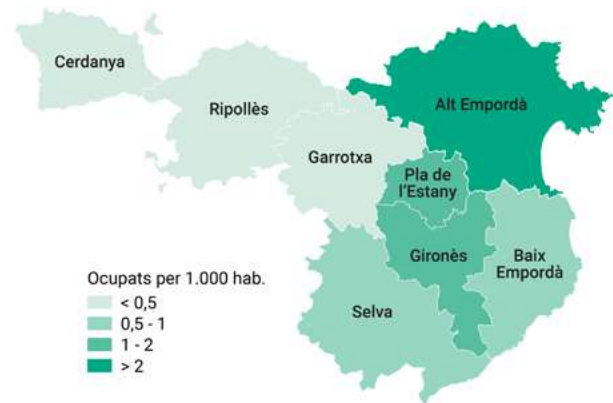 Cerdanya
Ripollès
Alt Empordà
Garrotxa
Pla de
l'Estany
Gironès
Baix
Empordà
Selva
Ocupats per 1.000 hab.
< 0,5
0,5 - 1
1 - 2
> 2